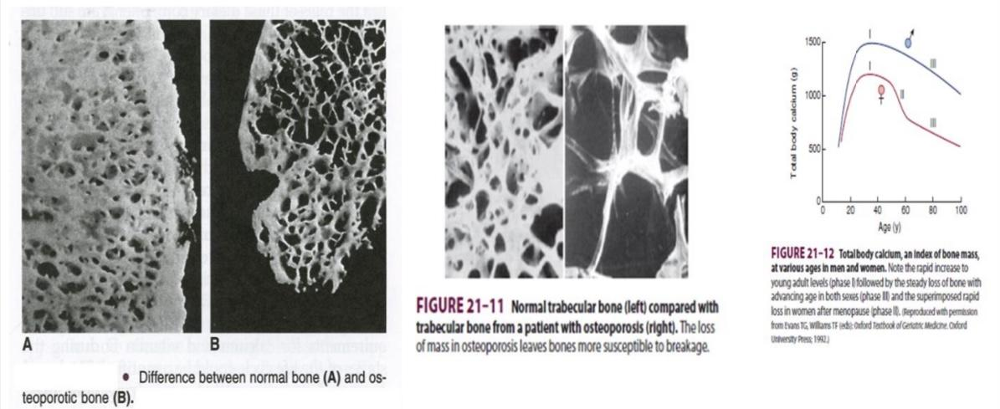 A
B
• Difference between normal bone (A) and os-
teoporotic bone (B).
FIGURE 21–11 Normal trabecular bone (left) compared with
trabecular bone from a patient with osteoporosis (right). The loss
of mass in osteoporosis leaves bones more susceptible to breakage.
1500
1000
500
0
0 20 40 60 80 100
Total body calcium (g)
Age (y)
I
III
I
II
III
FIGURE 21–12 Total body calcium, an index of bone mass,
at various ages in men and women. Note the rapid increase to
young adult levels (phase I) followed by the steady loss of bone with
advancing age in both sexes (phase III) and the superimposed rapid
loss in women after menopause (phase II). (Reproduced with permission
from Evans TG, Williams TF (eds): Oxford Textbook of Geriatric Medicine. Oxford
University Press; 1992.)